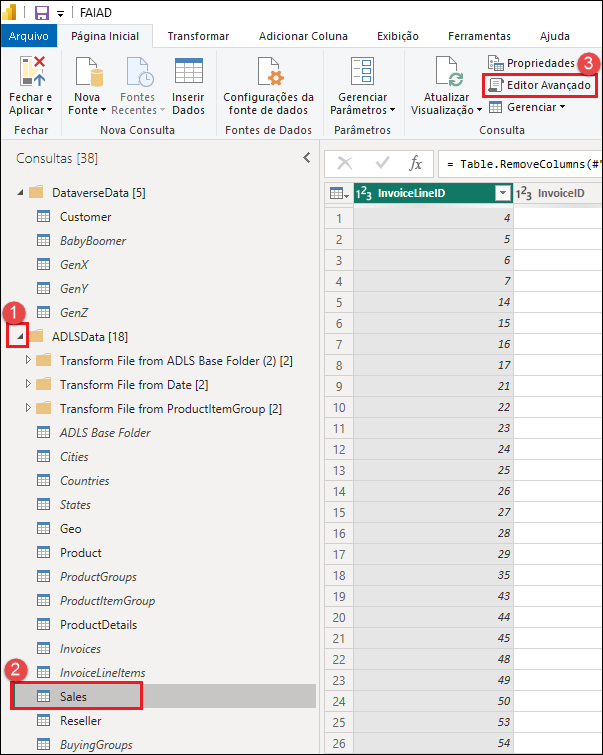 FAIAD
Arquivo Página Inicial Transformar Adicionar Coluna Exibição Ferramentas Ajuda
Fechar e Aplicar
Fechar
Nova Fonte
Fontes Recentes
Inserir Dados
Nova Consulta
Configurações da fonte de dados
Fontes de Dados
Gerenciar Parâmetros
Parâmetros
Atualizar Visualização
Propriedades
3
Editor Avançado
Gerenciar
Consulta
Consultas [38]
fx = Table.RemoveColumns(#"
DataverseData [5]
Customer
BabyBoomer
GenX
GenY
GenZ
1
ADLSData [18]
Transform File from ADLS Base Folder (2) [2]
Transform File from Date [2]
Transform File from ProductItemGroup [2]
ADLS Base Folder
Cities
Countries
States
Geo
Product
ProductGroups
ProductItemGroup
ProductDetails
Invoices
InvoiceLineItems
2
Sales
Reseller
BuyingGroups
1²3 InvoiceLineID 1²3 InvoiceID
1 4
2 5
3 6
4 7
5 14
6 15
7 16
8 17
9 21
10 22
11 23
12 24
13 25
14 26
15 27
16 28
17 29
18 35
19 43
20 44
21 45
22 48
23 49
24 50
25 53
26 54